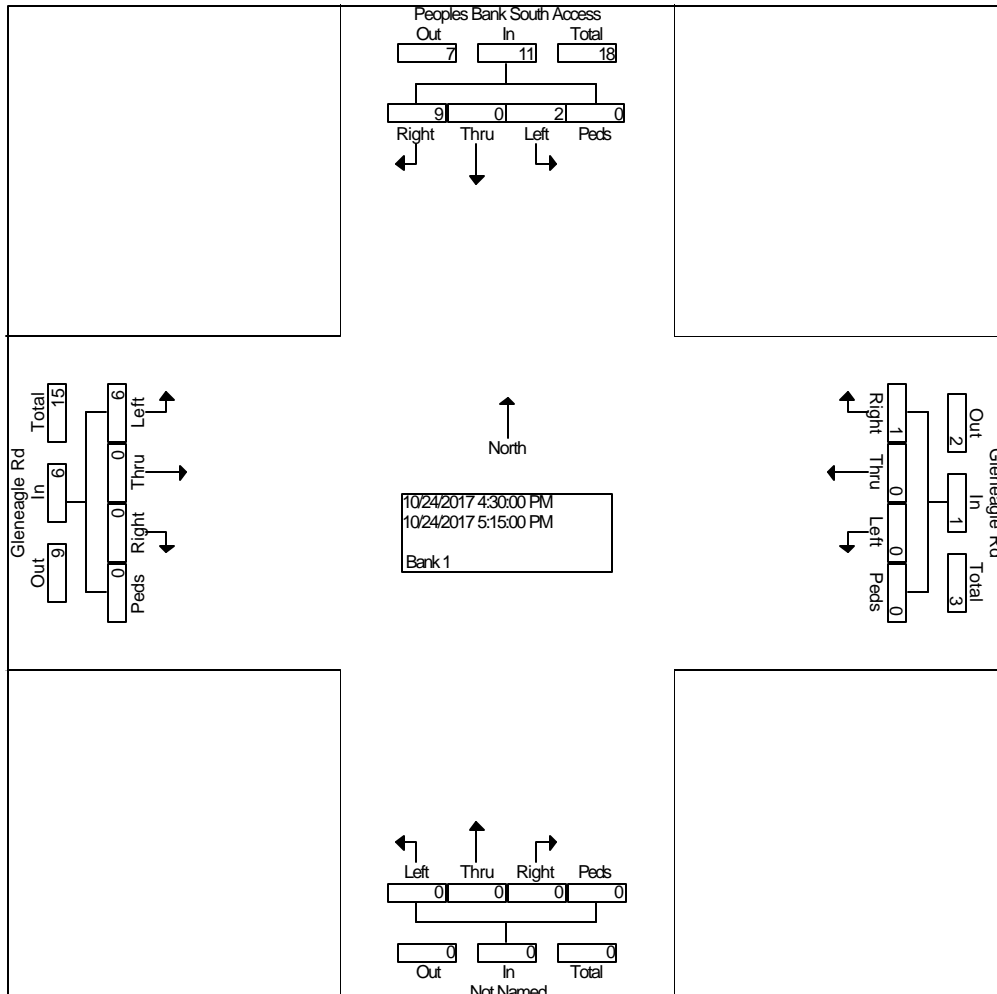 Peoples Bank South Access
Out In Total
7 11 18
9 0 2 0
Right Thru Left Peds
Gleneagle Rd
Total In Out
15 6 9
6 0 0 0
Left Thru Right Peds
North
10/24/2017 4:30:00 PM
10/24/2017 5:15:00 PM
Bank 1
Right Thru Left Peds
1 0 0 0
Out In Total
2 1 3
Gleneagle Rd
Left Thru Right Peds
0 0 0 0
0 0 0
Out In Total
Not Named